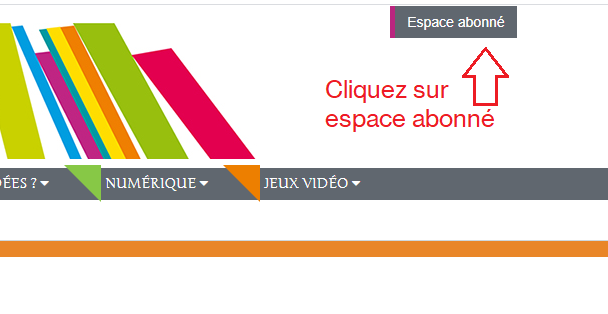 Espace abonné
Cliquez sur
espace abonné
DÉES ? NUMÉRIQUE JEUX VIDÉO